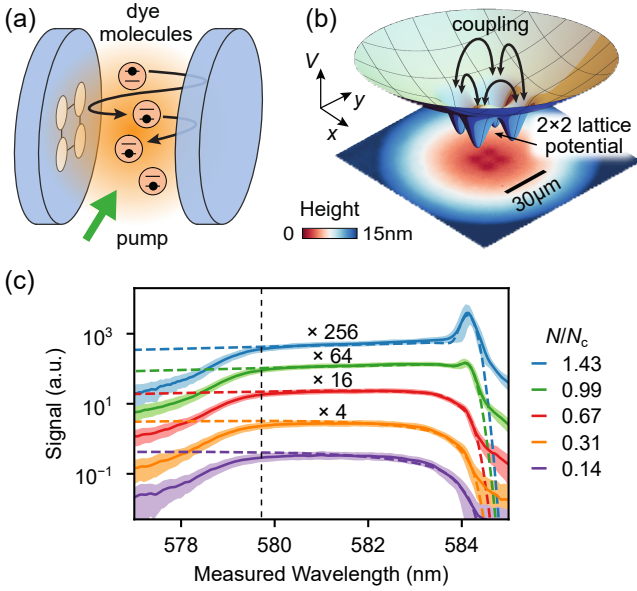 (a)
dye
molecules
pump
(b)
coupling
V
y
x
2×2 lattice
potential
30μm
Height
0
15nm
(c)
Signal (a.u.)
10³
10¹
10⁻¹
× 256
× 64
× 16
× 4
N/Nc
1.43
0.99
0.67
0.31
0.14
578
580
582
584
Measured Wavelength (nm)